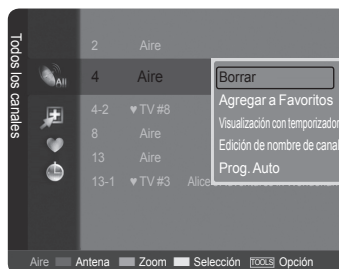 Todos los canales
All
2 Aire
4 Aire
4-2 ♥ TV #8
8 Aire
13 Aire
13-1 ♥ TV #3 Alice
Borrar
Agregar a Favoritos
Visualización con temporizador
Edición de nombre de canal
Prog. Auto
Aire Antena Zoom Selección TOOLS Opción